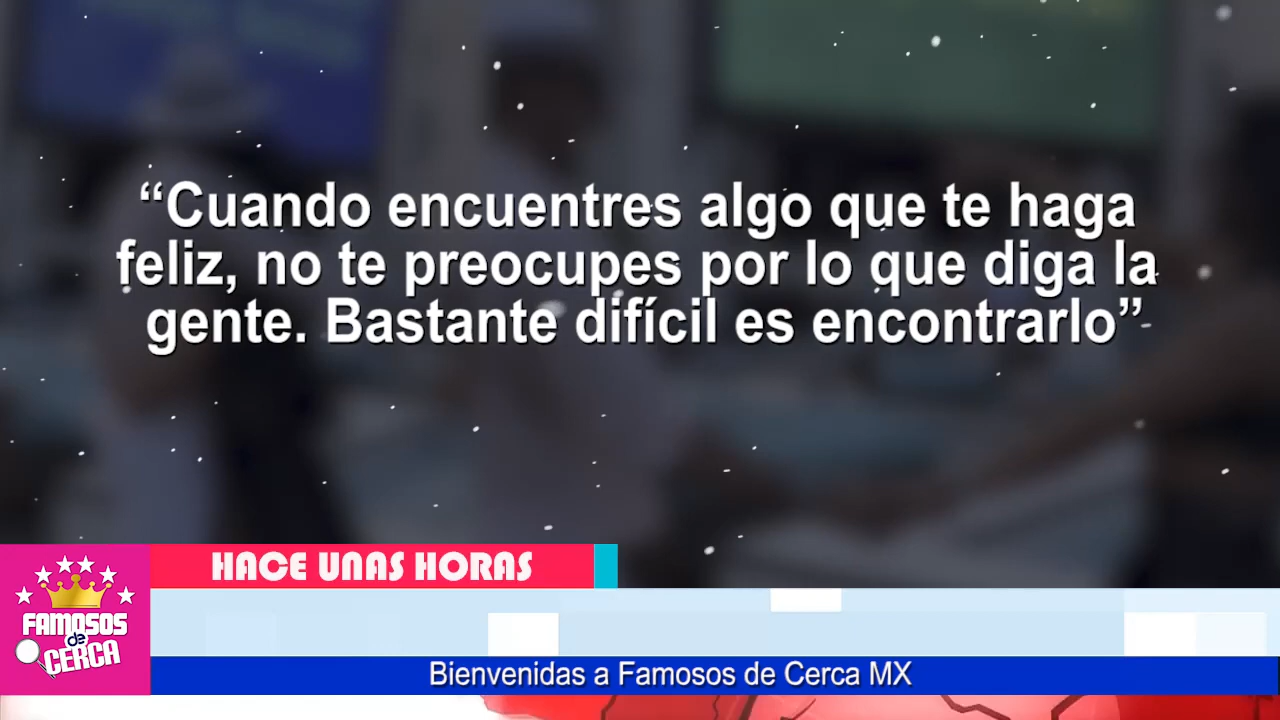 “Cuando encuentres algo que te haga
feliz, no te preocupes por lo que diga la
gente. Bastante difícil es encontrarlo”
HACE UNAS HORAS
FAMOSOS
de
CERCA
Bienvenidas a Famosos de Cerca MX